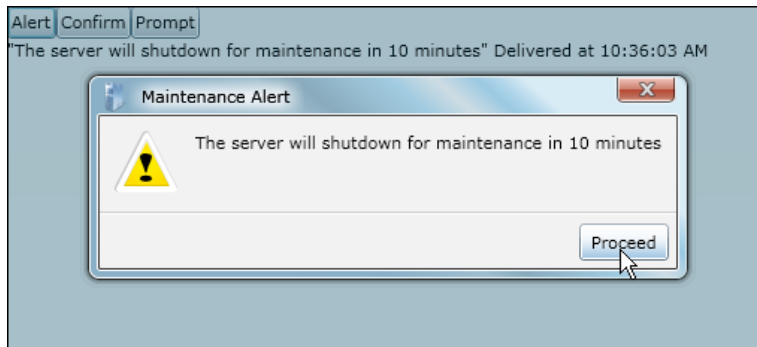 Alert Confirm Prompt
"The server will shutdown for maintenance in 10 minutes" Delivered at 10:36:03 AM
Maintenance Alert
The server will shutdown for maintenance in 10 minutes
Proceed